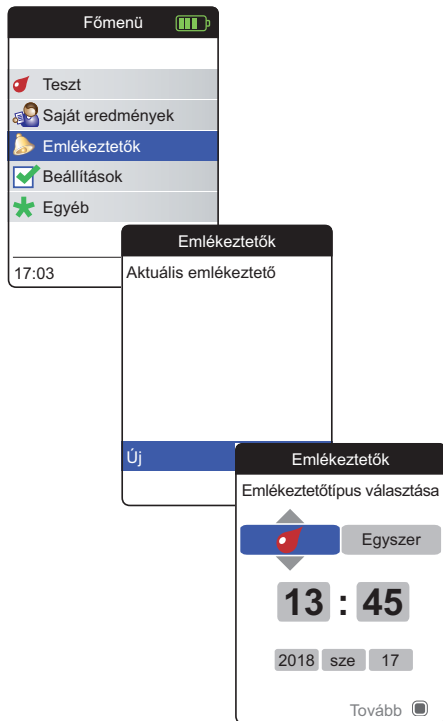 Főmenü
Teszt
Saját eredmények
Emlékeztetők
Beállítások
Egyéb
17:03
Emlékeztetők
Aktuális emlékeztető
Új
Emlékeztetők
Emlékeztetőtípus választása
Egyszer
13 : 45
2018 sze 17
Tovább